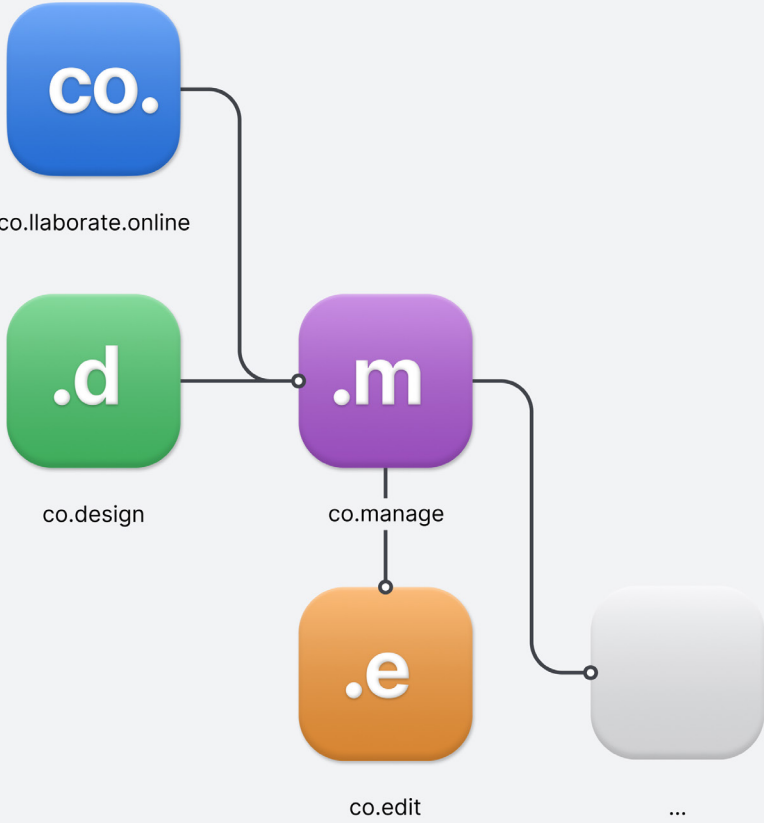 co.
co.llaborate.online
.d
.m
co.design
co.manage
.e
co.edit
...